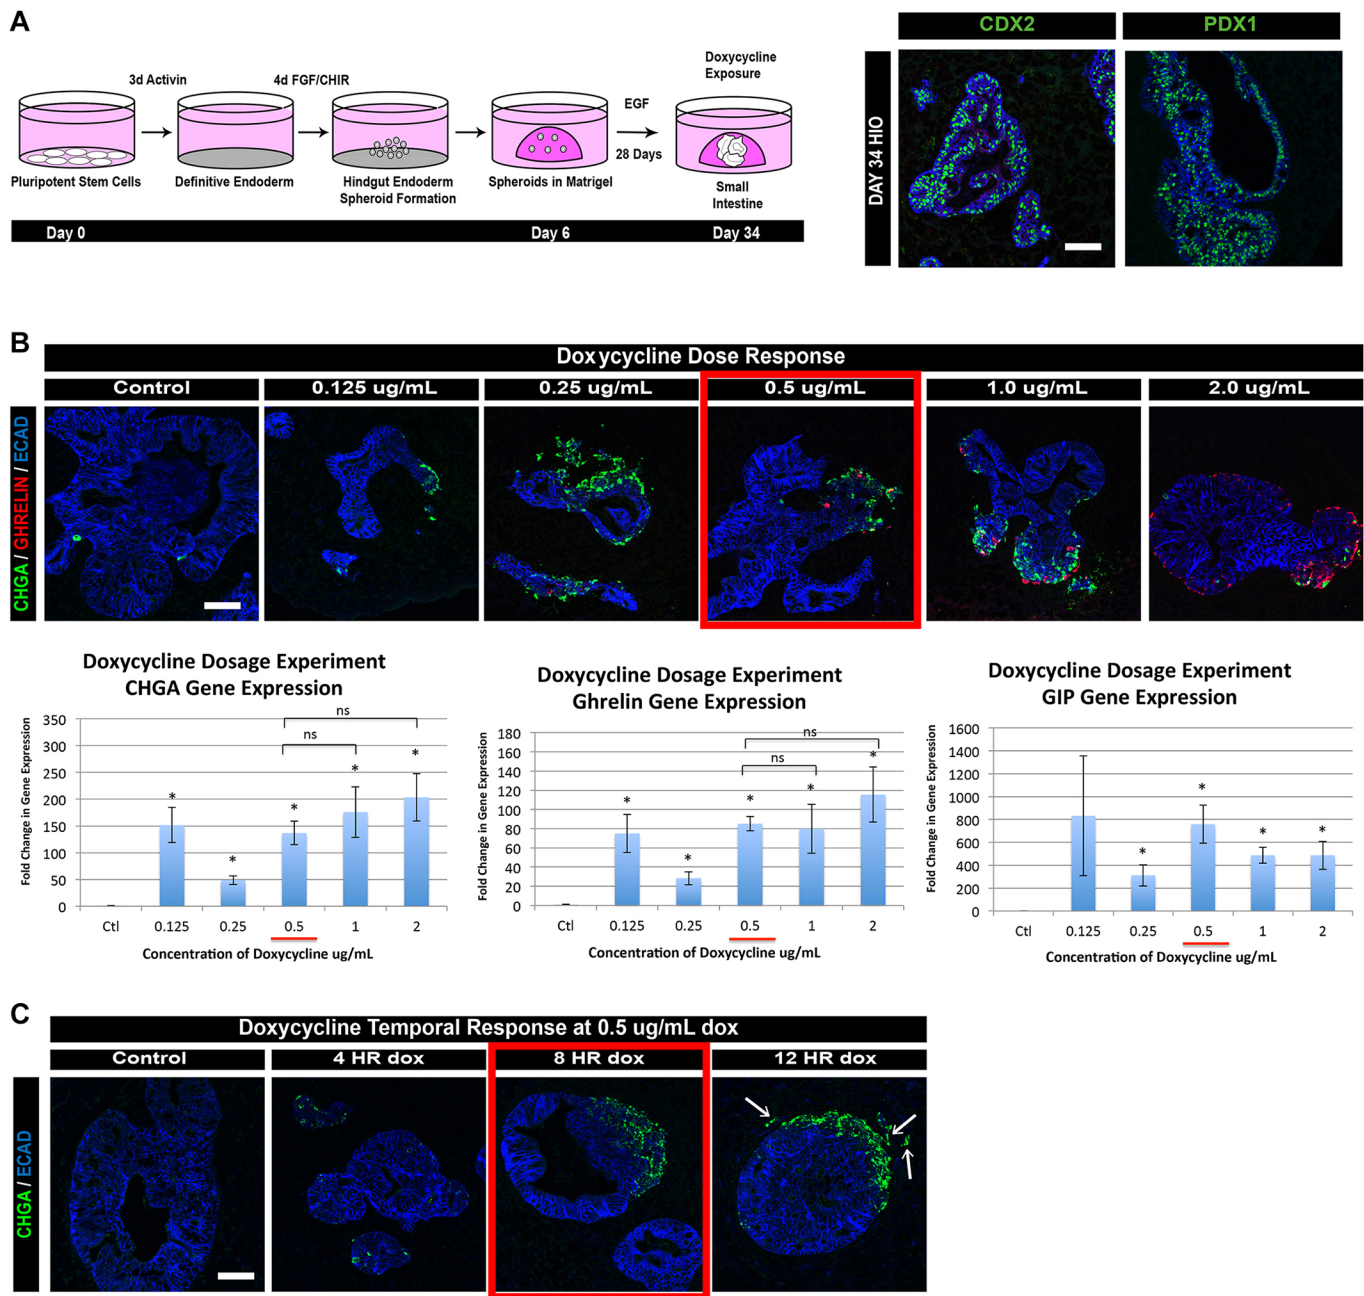 A
3d Activin
4d FGF/CHIR
Doxycycline
Exposure
EGF
28 Days
Pluripotent Stem Cells
Definitive Endoderm
Hindgut Endoderm
Spheroid Formation
Spheroids in Matrigel
Small
Intestine
Day 0
Day 6
Day 34
CDX2
PDX1
DAY 34 HIO
B
Doxycycline Dose Response
Control
0.125 ug/mL
0.25 ug/mL
0.5 ug/mL
1.0 ug/mL
2.0 ug/mL
CHGA / GHRELIN / ECAD
Doxycycline Dosage Experiment
CHGA Gene Expression
Fold Change in Gene Expression
350
300
250
200
150
100
50
0
ns
ns
*
*
*
*
*
Ctl
0.125
0.25
0.5
1
2
Concentration of Doxycycline ug/mL
Doxycycline Dosage Experiment
Ghrelin Gene Expression
Fold Change in Gene Expression
180
160
140
120
100
80
60
40
20
0
ns
ns
*
*
*
*
*
Ctl
0.125
0.25
0.5
1
2
Concentration of Doxycycline ug/mL
Doxycycline Dosage Experiment
GIP Gene Expression
Fold Change in Gene Expression
1600
1400
1200
1000
800
600
400
200
0
*
*
*
*
Ctl
0.125
0.25
0.5
1
2
Concentration of Doxycycline ug/mL
C
Doxycycline Temporal Response at 0.5 ug/mL dox
Control
4 HR dox
8 HR dox
12 HR dox
CHGA / ECAD